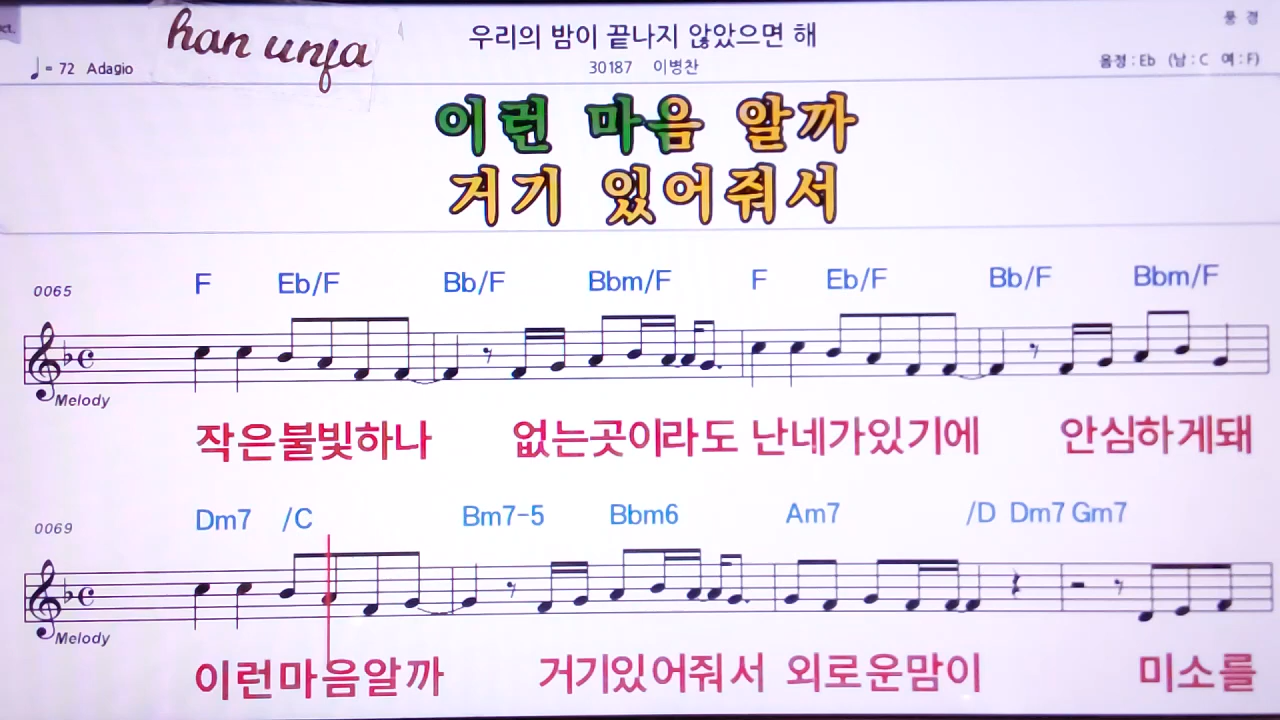 ct.
han unja
우리의 밤이 끝나지 않았으면 해
풍 경
♩= 72 Adagio
30187 이병찬
음정 : Eb (남 : C 여 : F)
이런 마음 알까
거기 있어줘서
0065
F Eb/F Bb/F Bbm/F F Eb/F Bb/F Bbm/F
Melody
작은불빛하나 없는곳이라도 난네가있기에 안심하게돼
0069
Dm7 /C Bm7-5 Bbm6 Am7 /D Dm7 Gm7
Melody
이런마음알까 거기있어줘서 외로운맘이 미소를